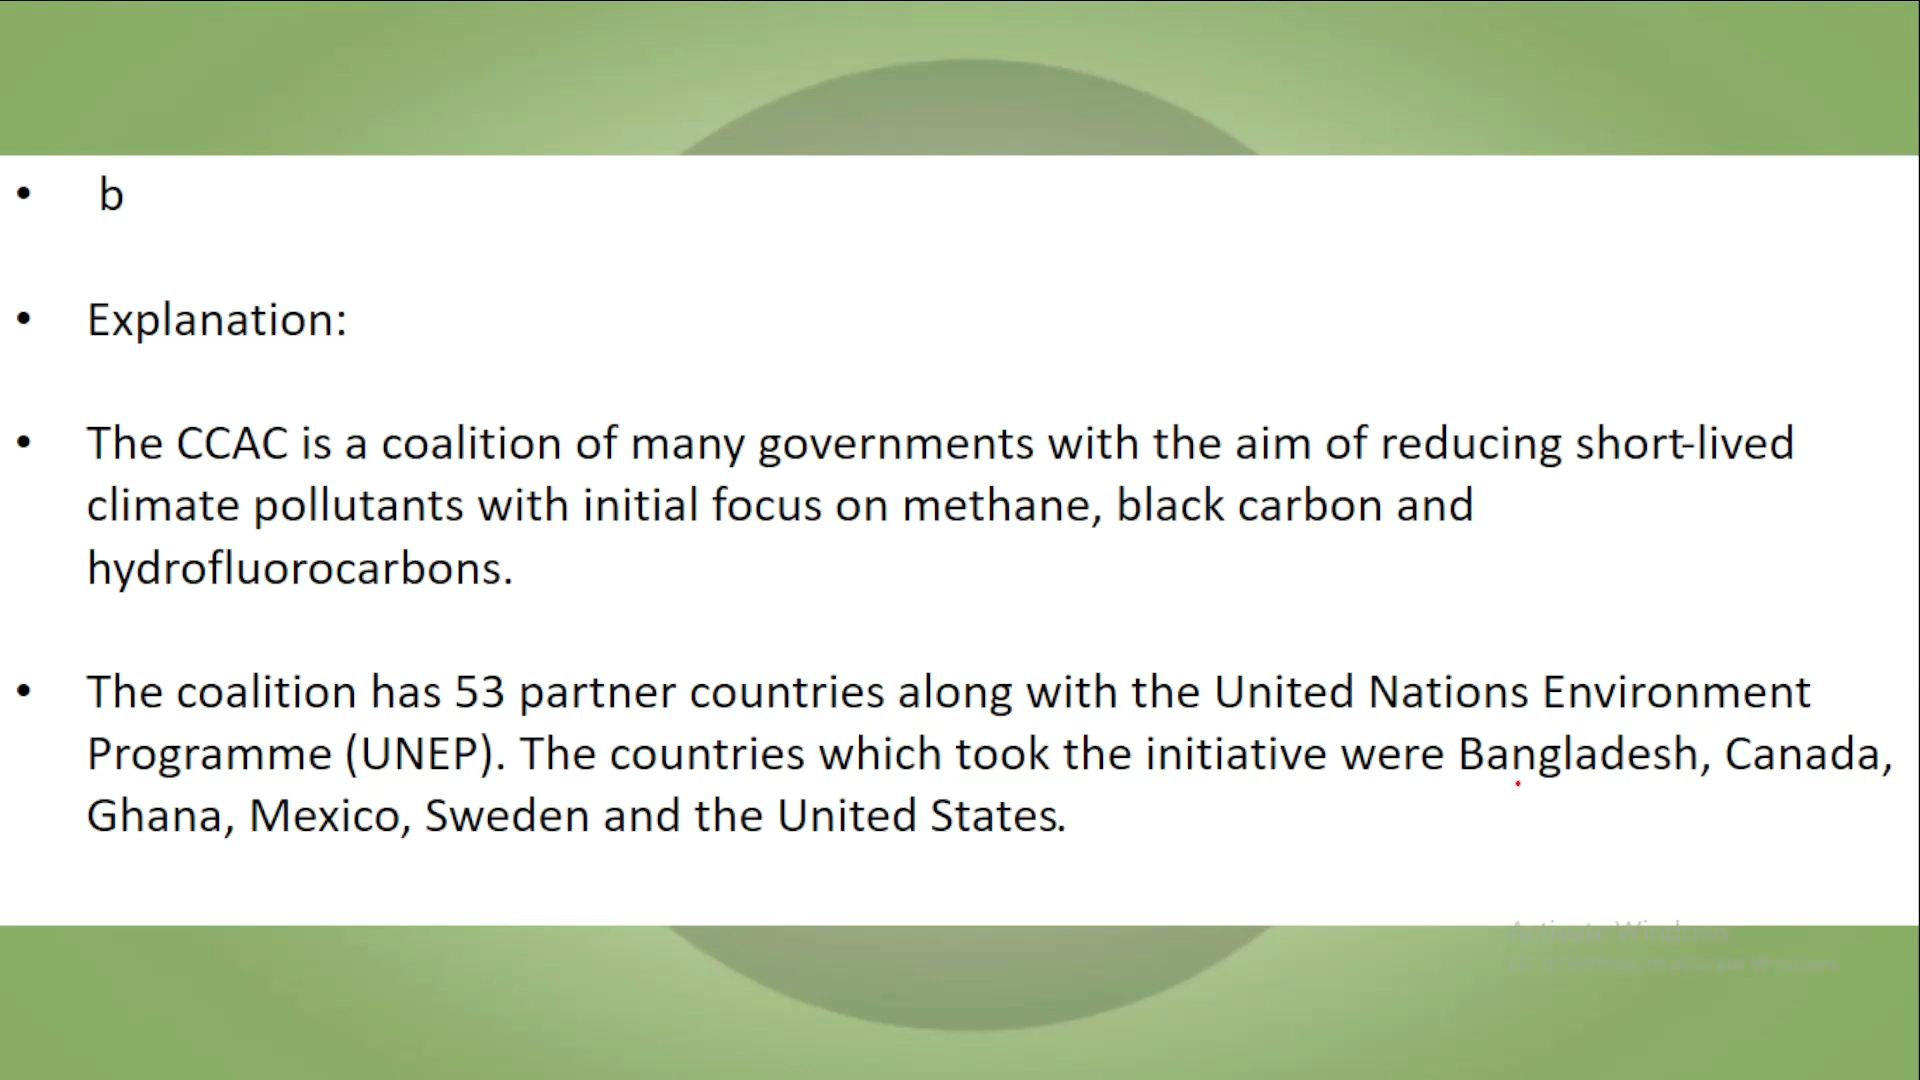 • b
• Explanation:
• The CCAC is a coalition of many governments with the aim of reducing short-lived
climate pollutants with initial focus on methane, black carbon and
hydrofluorocarbons.
• The coalition has 53 partner countries along with the United Nations Environment
Programme (UNEP). The countries which took the initiative were Bangladesh, Canada,
Ghana, Mexico, Sweden and the United States.
Activate Windows